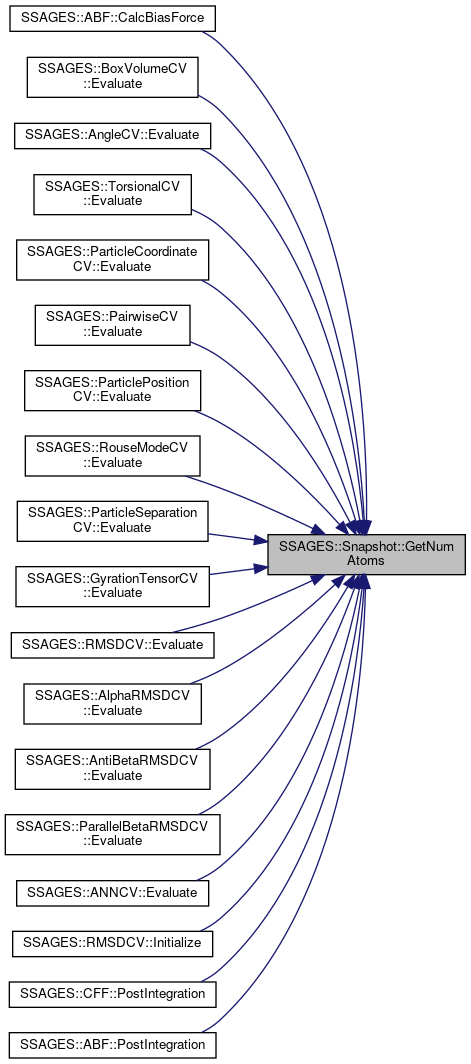 SSAGES::ABF::CalcBiasForce
SSAGES::BoxVolumeCV
::Evaluate
SSAGES::AngleCV::Evaluate
SSAGES::TorsionalCV
::Evaluate
SSAGES::ParticleCoordinate
CV::Evaluate
SSAGES::PairwiseCV
::Evaluate
SSAGES::ParticlePosition
CV::Evaluate
SSAGES::RouseModeCV
::Evaluate
SSAGES::ParticleSeparation
CV::Evaluate
SSAGES::Snapshot::GetNum
Atoms
SSAGES::GyrationTensorCV
::Evaluate
SSAGES::RMSDCV::Evaluate
SSAGES::AlphaRMSDCV
::Evaluate
SSAGES::AntiBetaRMSDCV
::Evaluate
SSAGES::ParallelBetaRMSDCV
::Evaluate
SSAGES::ANNCV::Evaluate
SSAGES::RMSDCV::Initialize
SSAGES::CFF::PostIntegration
SSAGES::ABF::PostIntegration